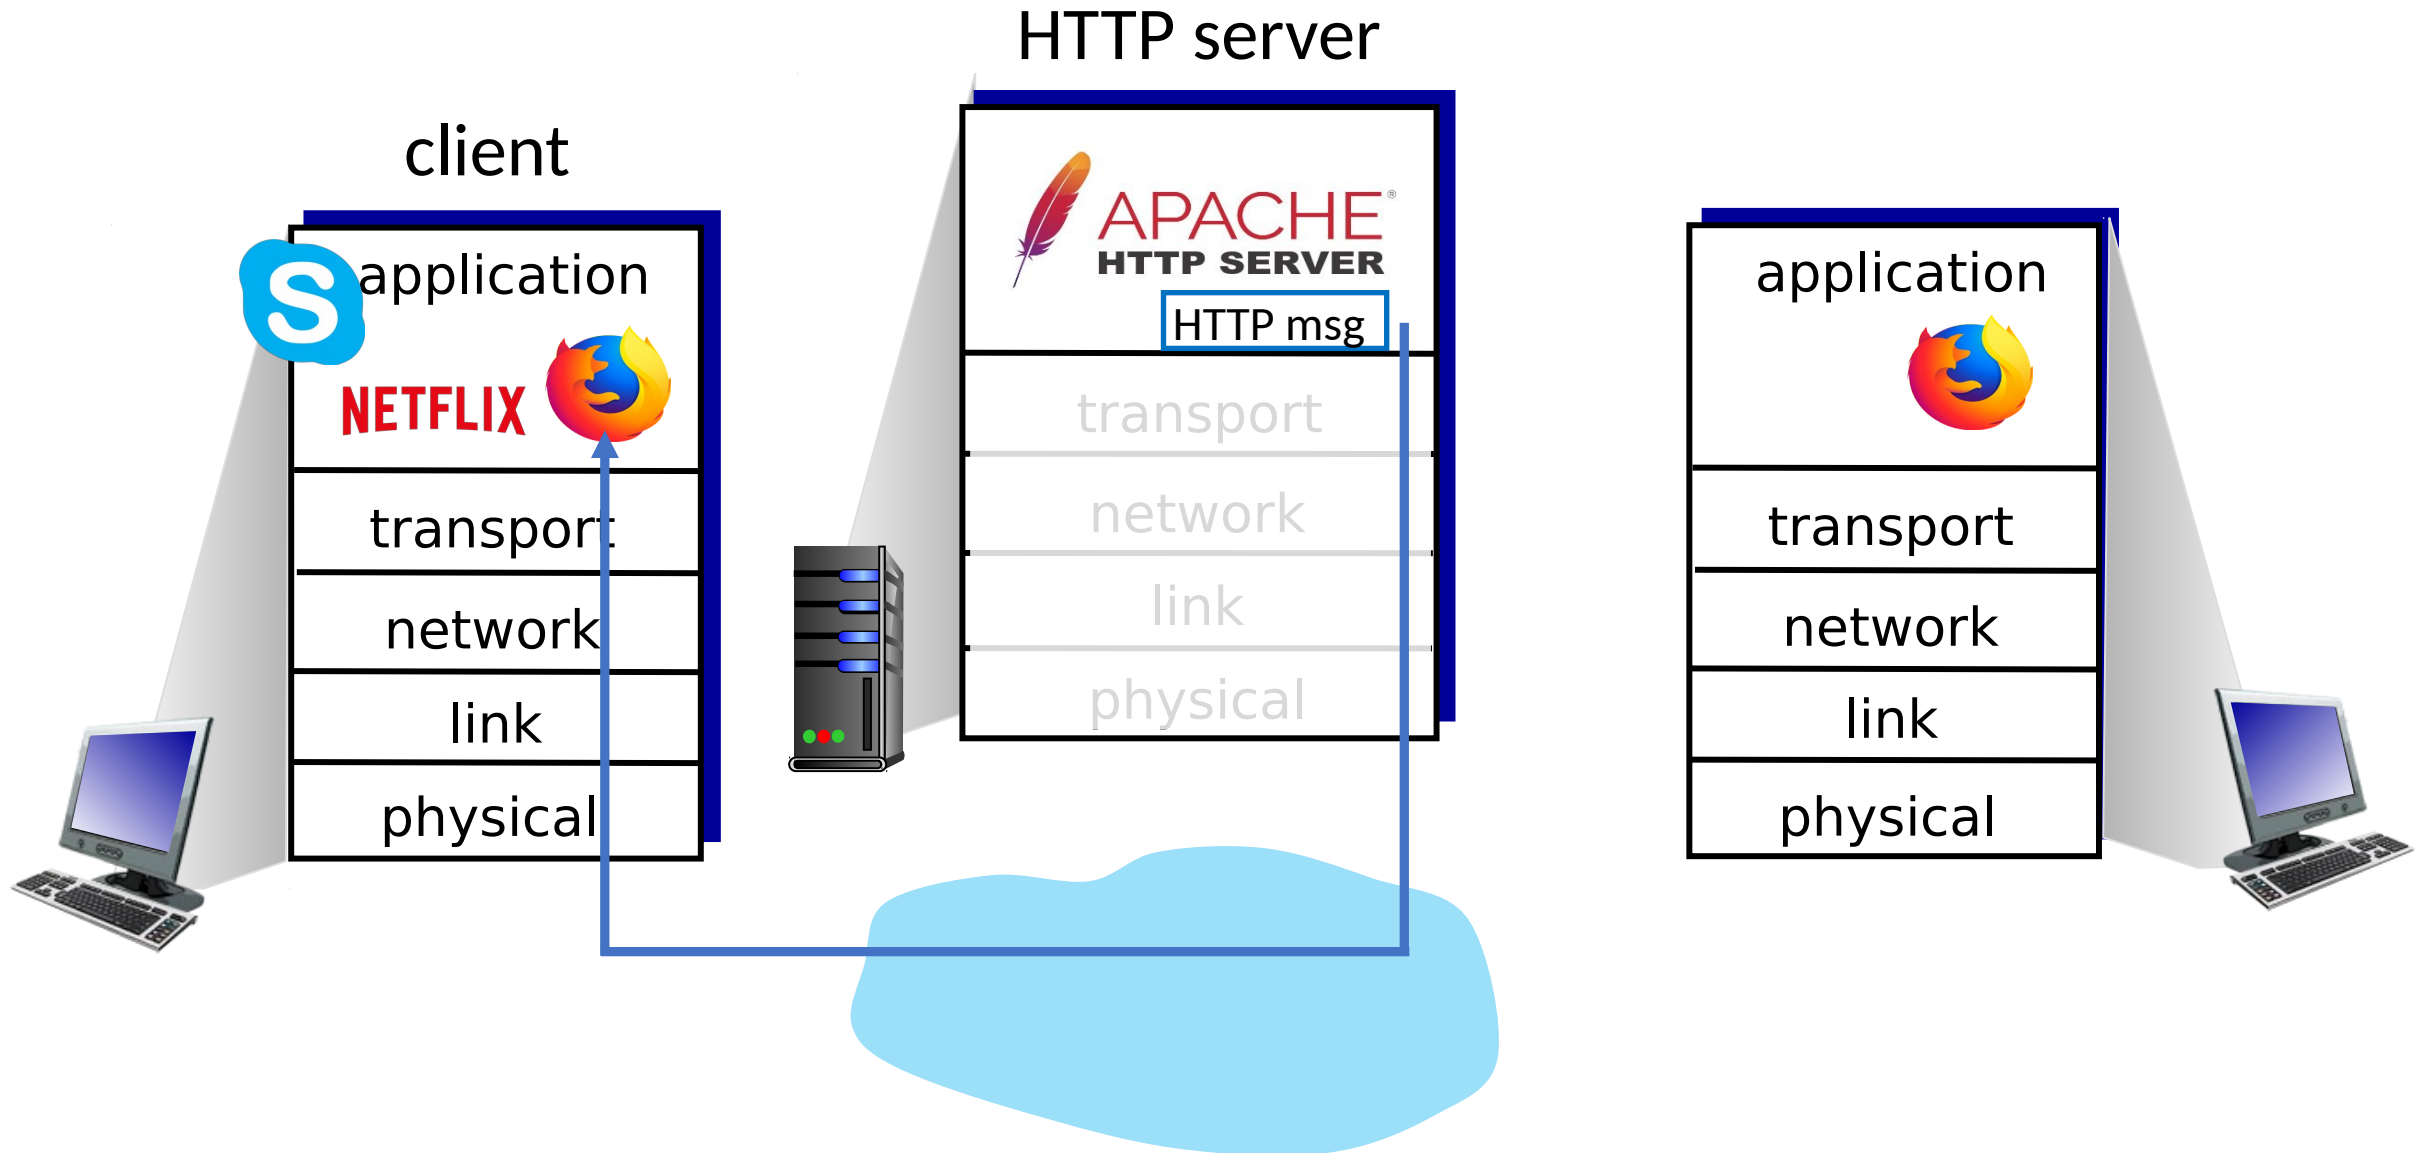 HTTP server
client
application
S
NETFLIX
transport
network
link
physical
APACHE®
HTTP SERVER
HTTP msg
transport
network
link
physical
application
transport
network
link
physical